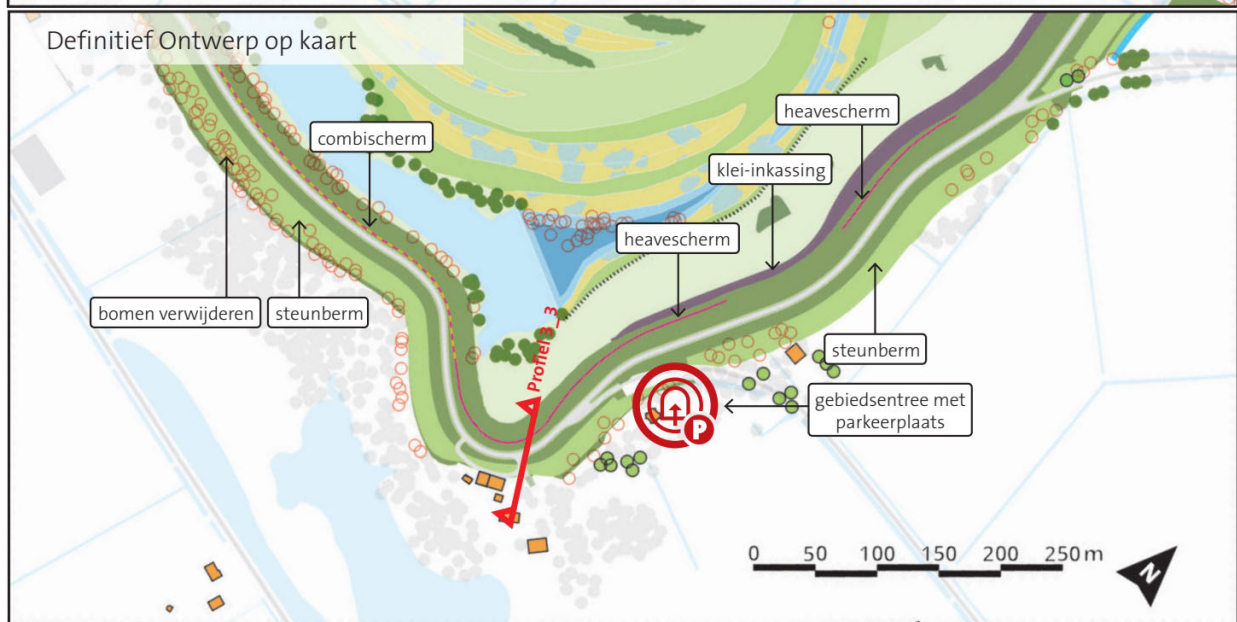 Definitief Ontwerp op kaart
heavescherm
combischerm
klei-inkassing
heavescherm
bomen verwijderen
steunberm
Profiel 3_3
steunberm
gebiedsentree met
parkeerplaats
P
0 50 100 150 200 250 m
N